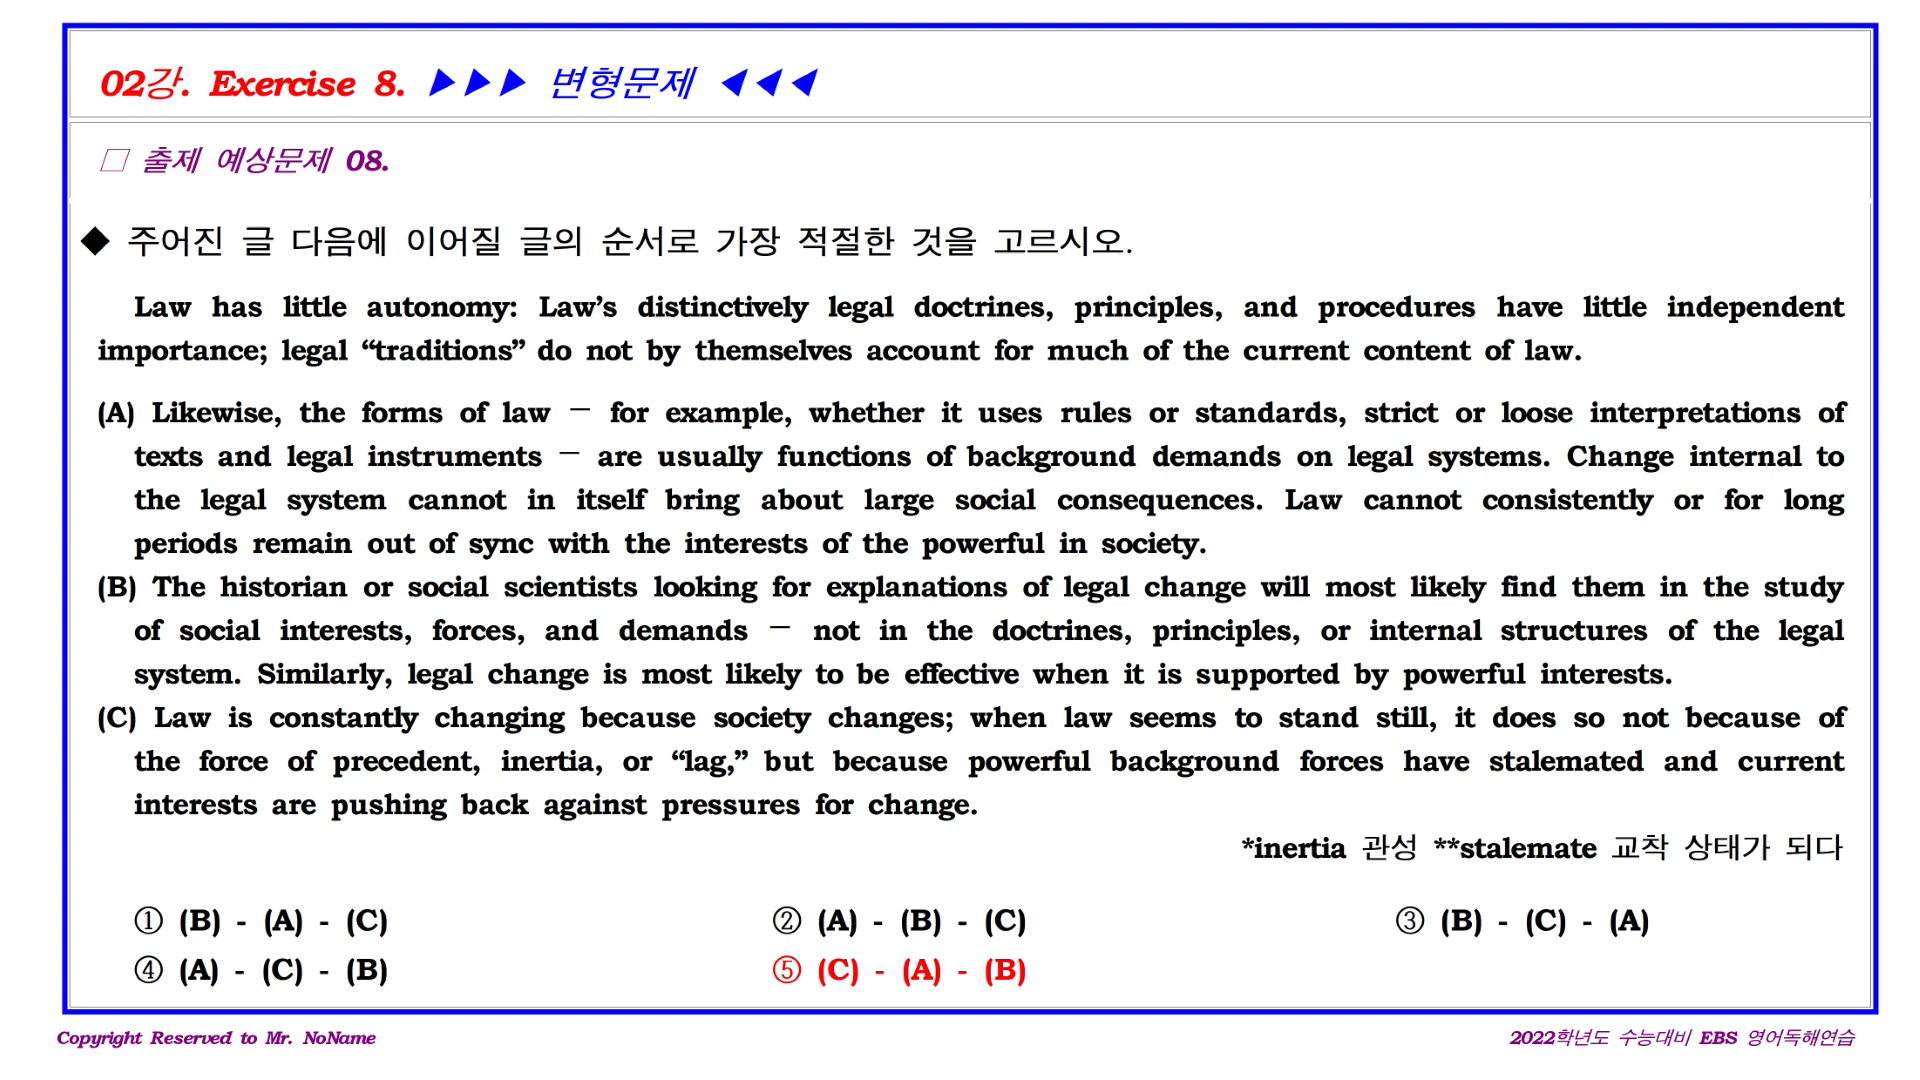 02강. Exercise 8. ▶▶▶ 변형문제 ◀◀◀
□ 출제 예상문제 08.
◆ 주어진 글 다음에 이어질 글의 순서로 가장 적절한 것을 고르시오.
Law has little autonomy: Law’s distinctively legal doctrines, principles, and procedures have little independent
importance; legal “traditions” do not by themselves account for much of the current content of law.
(A) Likewise, the forms of law － for example, whether it uses rules or standards, strict or loose interpretations of
texts and legal instruments － are usually functions of background demands on legal systems. Change internal to
the legal system cannot in itself bring about large social consequences. Law cannot consistently or for long
periods remain out of sync with the interests of the powerful in society.
(B) The historian or social scientists looking for explanations of legal change will most likely find them in the study
of social interests, forces, and demands － not in the doctrines, principles, or internal structures of the legal
system. Similarly, legal change is most likely to be effective when it is supported by powerful interests.
(C) Law is constantly changing because society changes; when law seems to stand still, it does so not because of
the force of precedent, inertia, or “lag,” but because powerful background forces have stalemated and current
interests are pushing back against pressures for change.
*inertia 관성 **stalemate 교착 상태가 되다
① (B) - (A) - (C) ② (A) - (B) - (C) ③ (B) - (C) - (A)
④ (A) - (C) - (B) ⑤ (C) - (A) - (B)
Copyright Reserved to Mr. NoName 2022학년도 수능대비 EBS 영어독해연습